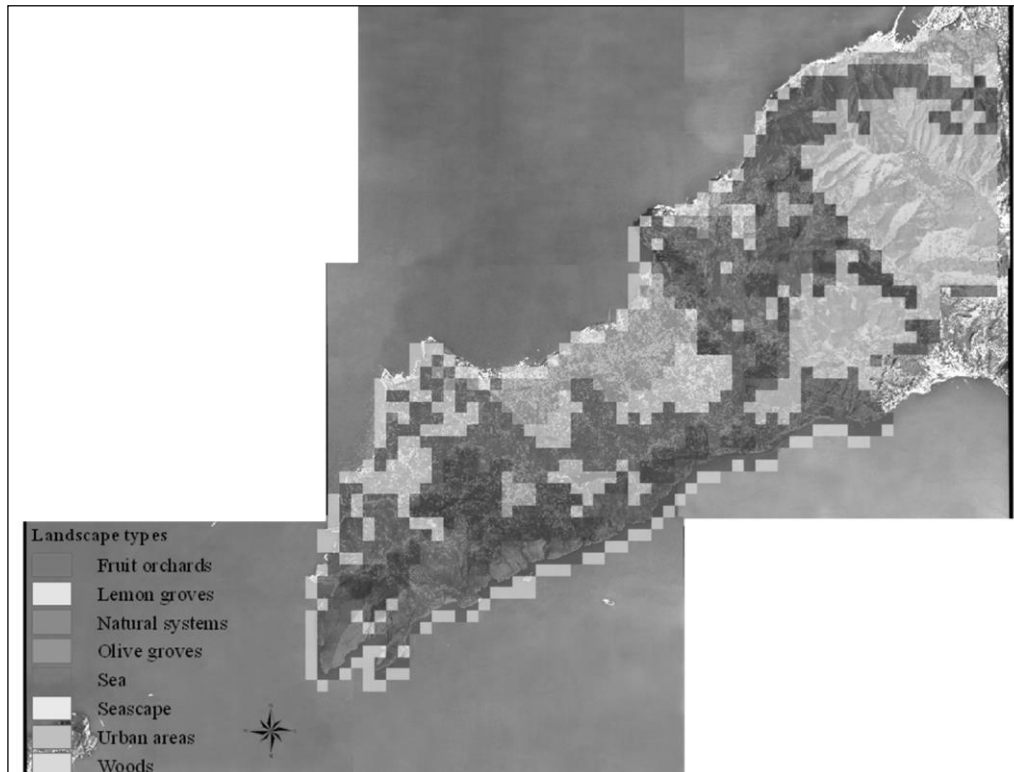 Landscape types
Fruit orchards
Lemon groves
Natural systems
Olive groves
Sea
Seascape
Urban areas
Woods